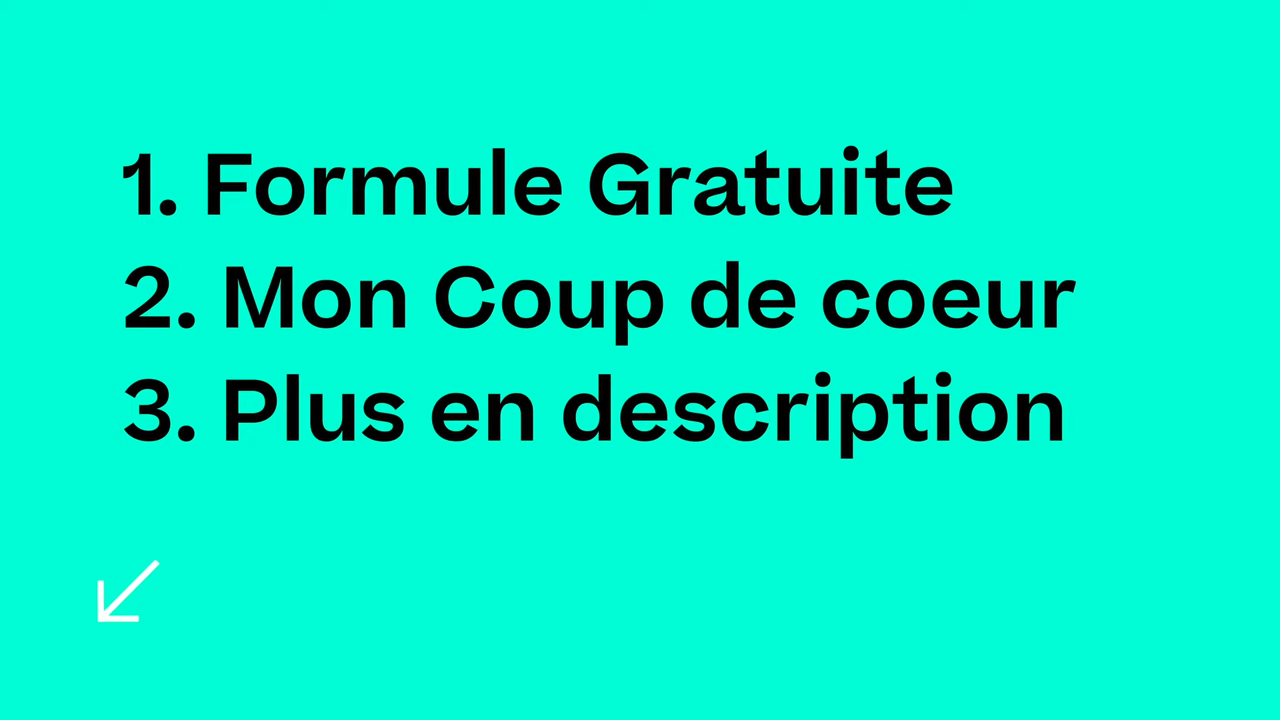 1. Formule Gratuite
2. Mon Coup de coeur
3. Plus en description